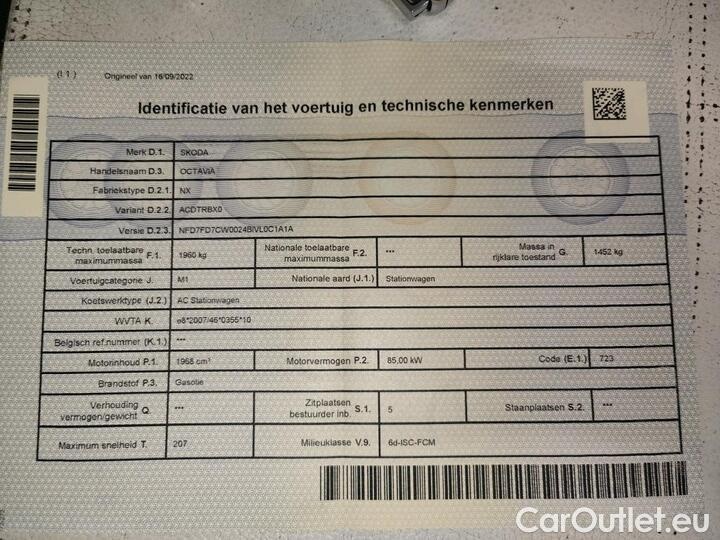 (I.1) Origineel van 16/09/2022
Identificatie van het voertuig en technische kenmerken
Merk D.1. SKODA
Handelsnaam D.3. OCTAVIA
Fabriekstype D.2.1. NX
Variant D.2.2. ACDTRBX0
Versie D.2.3. NFD7FD7CW0024BIVL0C1A1A
Techn. toelaatbare maximummassa F.1. 1960 kg Nationale toelaatbare maximummassa F.2. *** Massa in rijklare toestand G. 1452 kg
Voertuigcategorie J. M1 Nationale aard (J.1.) Stationwagen
Koetswerktype (J.2.) AC Stationwagen
WVTA K. e8*2007/46*0355*10
Belgisch ref.nummer (K.1.) ***
Motorinhoud P.1. 1968 cm³ Motorvermogen P.2. 85,00 kW Code (E.1.) 723
Brandstof P.3. Gasolie
Verhouding vermogen/gewicht Q. *** Zitplaatsen bestuurder inb. S.1. 5 Staanplaatsen S.2. ***
Maximum snelheid T. 207 Milieuklasse V.9. 6d-ISC-FCM
CarOutlet.eu